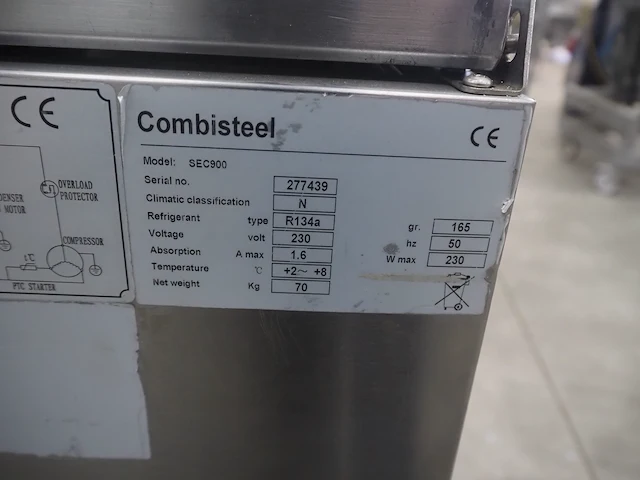 Combisteel
CE
Model: SEC900
Serial no. 277439
Climatic classification N
Refrigerant type R134a gr. 165
Voltage volt 230 hz 50
Absorption A max 1.6 W max 230
Temperature °C +2~ +8
Net weight Kg 70
CE
OVERLOAD
PROTECTOR
MOTOR
COMPRESSOR
PTC STARTER